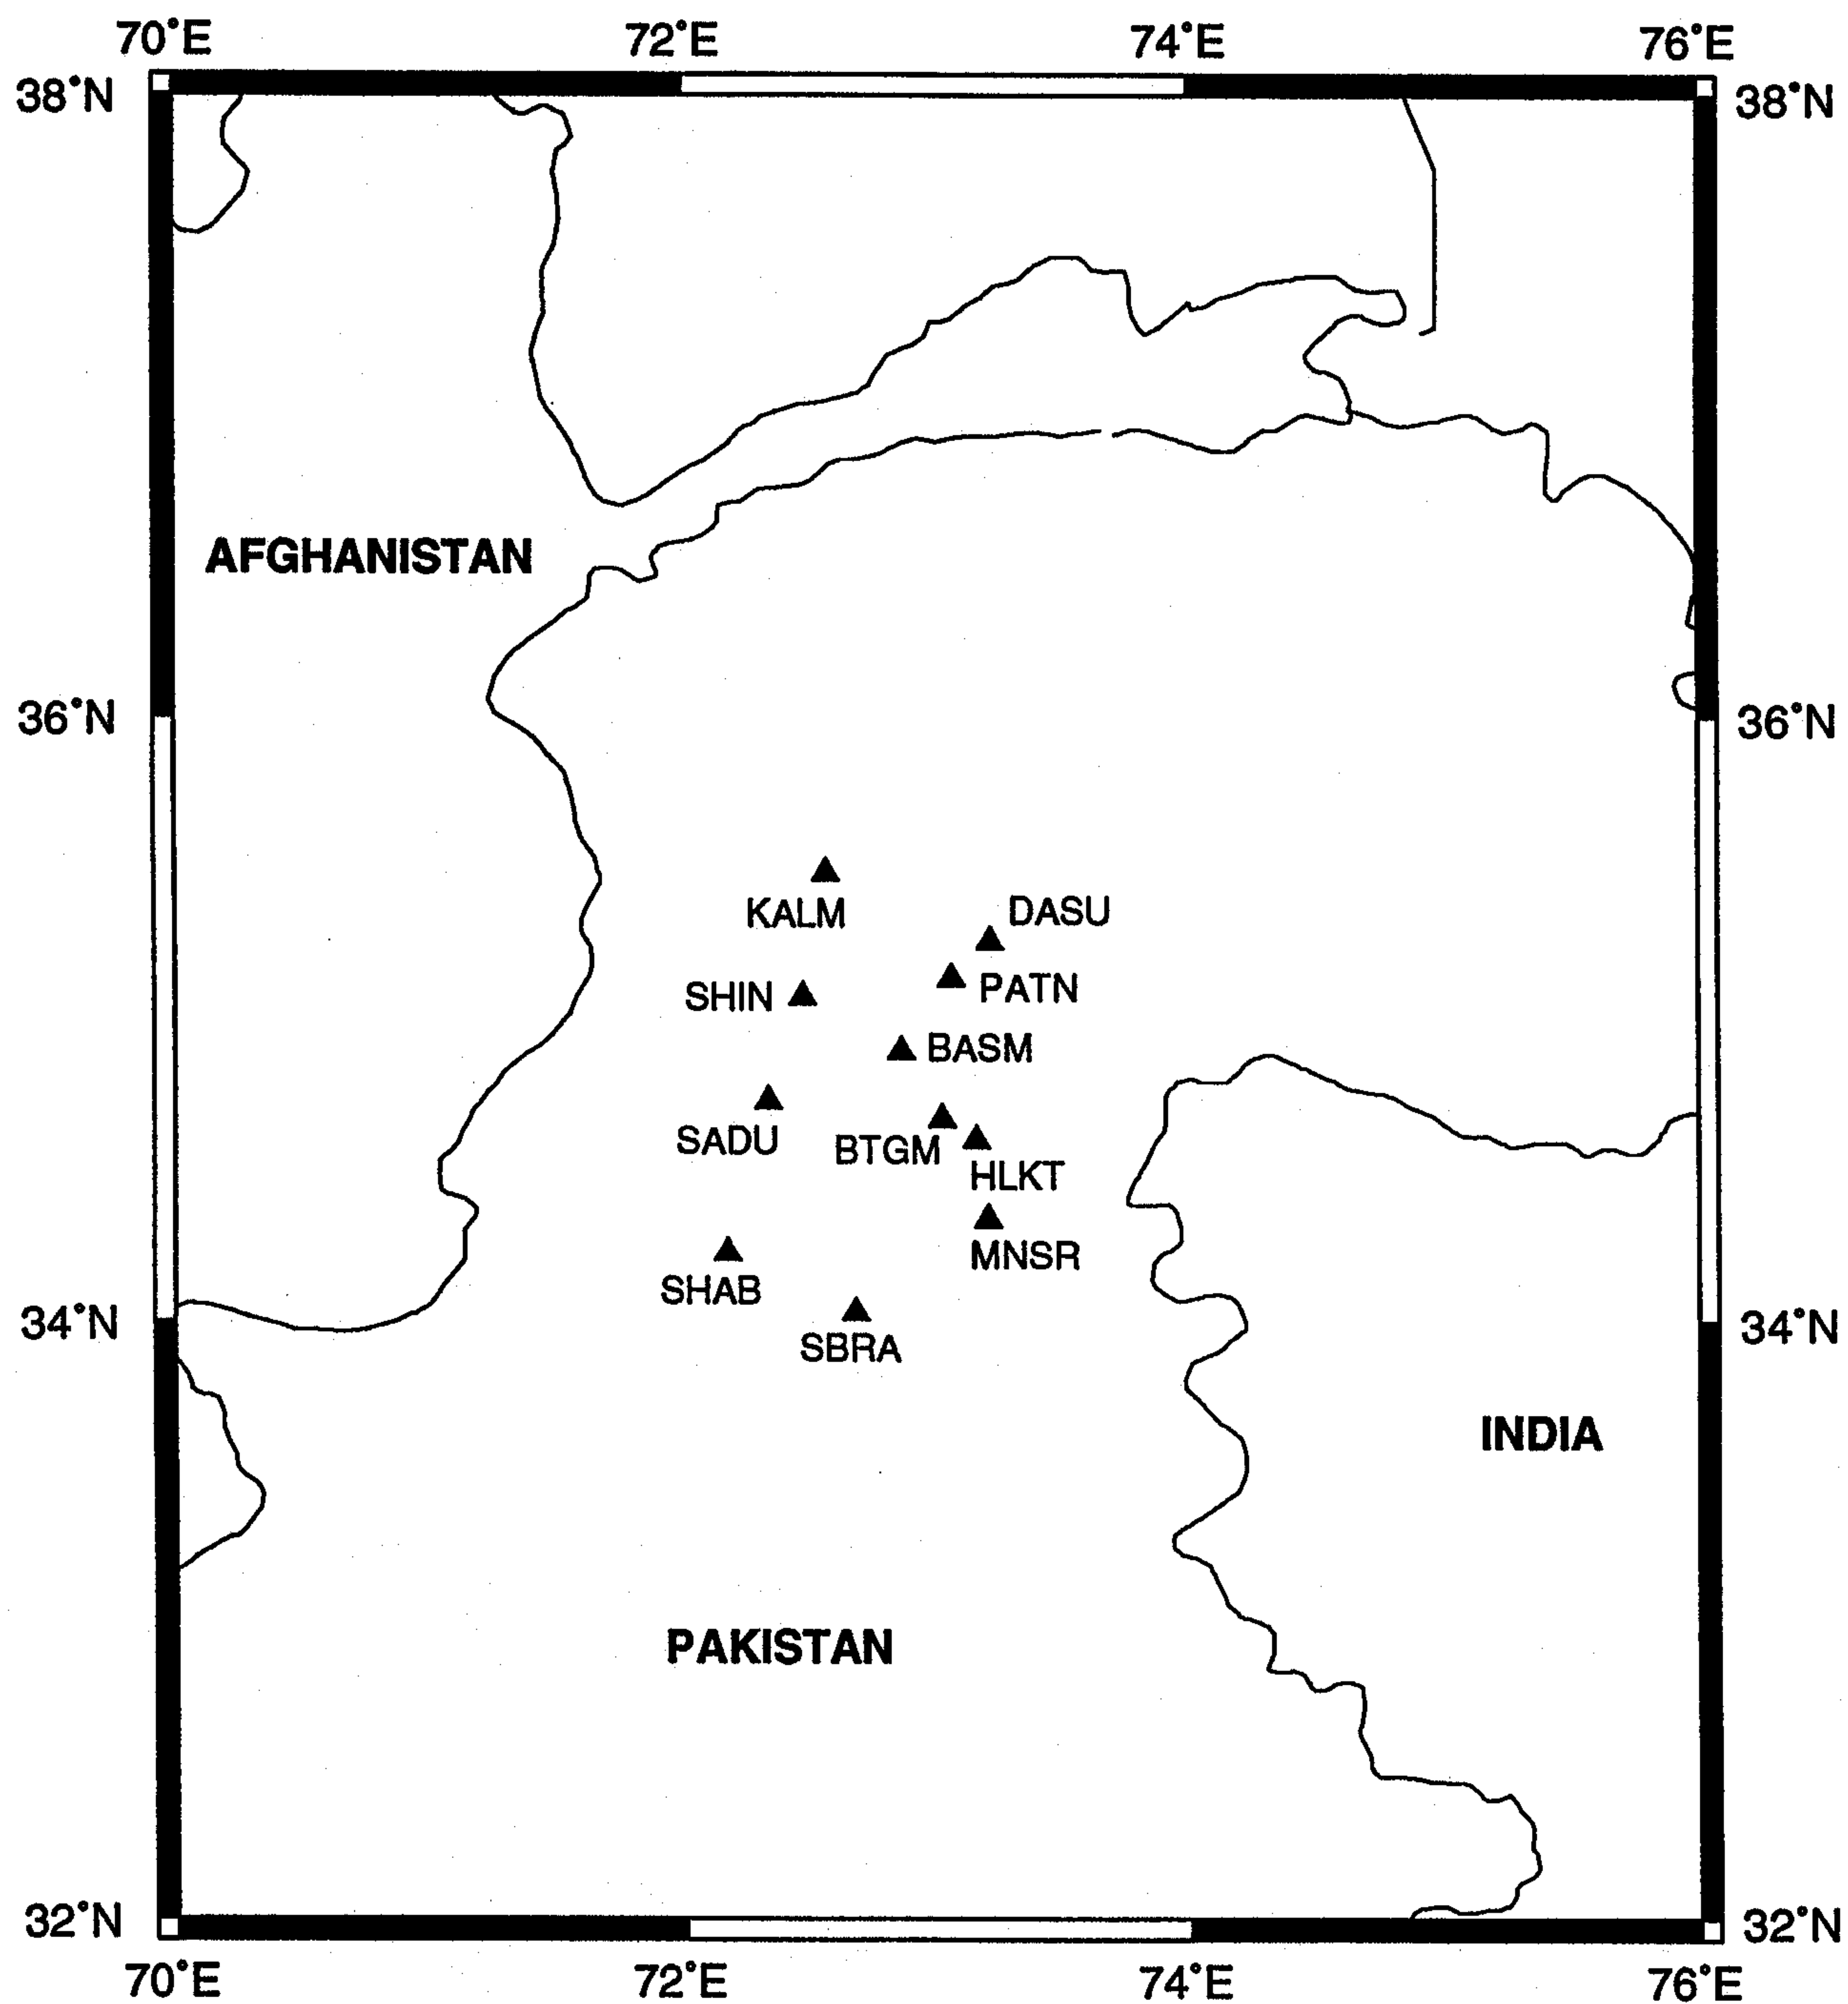 70°E 72°E 74°E 76°E
38°N 38°N
AFGHANISTAN
36°N 36°N
KALM
DASU
PATN
SHIN
BASM
SADU
BTGM
HLKT
MNSR
SHAB
34°N 34°N
SBRA
INDIA
PAKISTAN
32°N 32°N
70°E 72°E 74°E 76°E